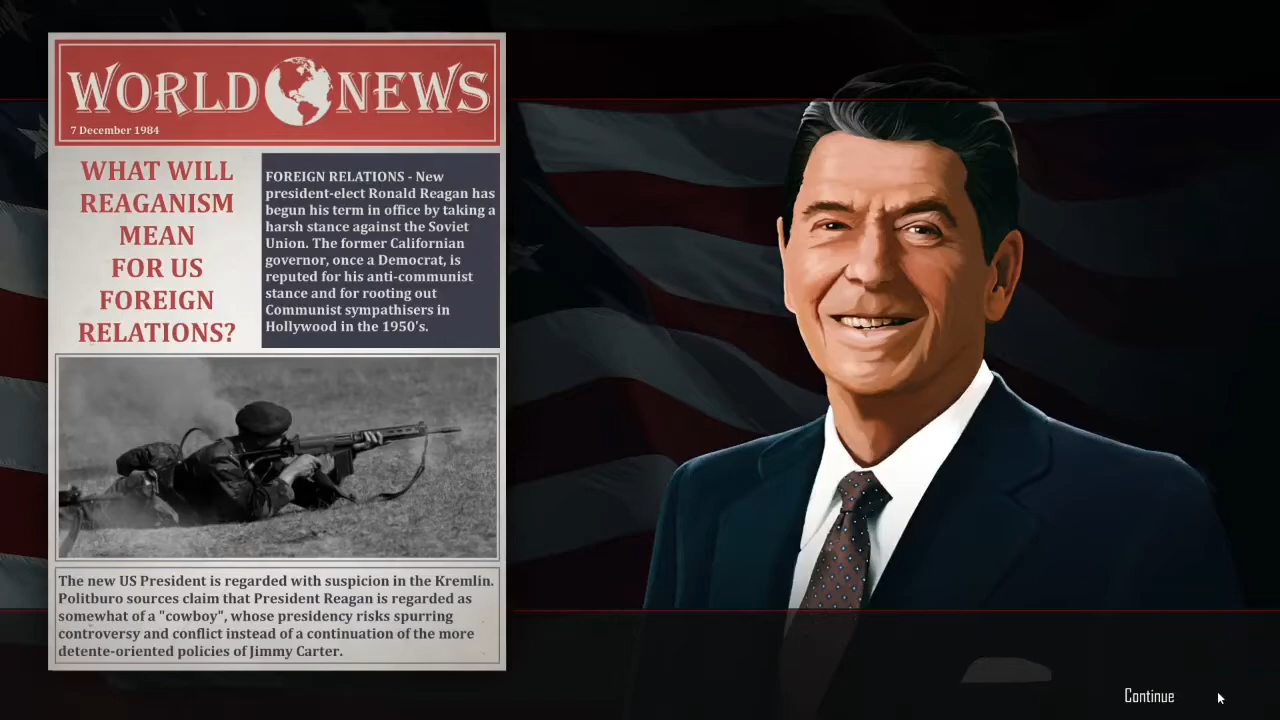 WORLD NEWS
7 December 1984
WHAT WILL
REAGANISM
MEAN
FOR US
FOREIGN
RELATIONS?
FOREIGN RELATIONS - New
president-elect Ronald Reagan has
begun his term in office by taking a
harsh stance against the Soviet
Union. The former Californian
governor, once a Democrat, is
reputed for his anti-communist
stance and for rooting out
Communist sympathisers in
Hollywood in the 1950's.
The new US President is regarded with suspicion in the Kremlin.
Politburo sources claim that President Reagan is regarded as
somewhat of a "cowboy", whose presidency risks spurring
controversy and conflict instead of a continuation of the more
detente-oriented policies of Jimmy Carter.
Continue